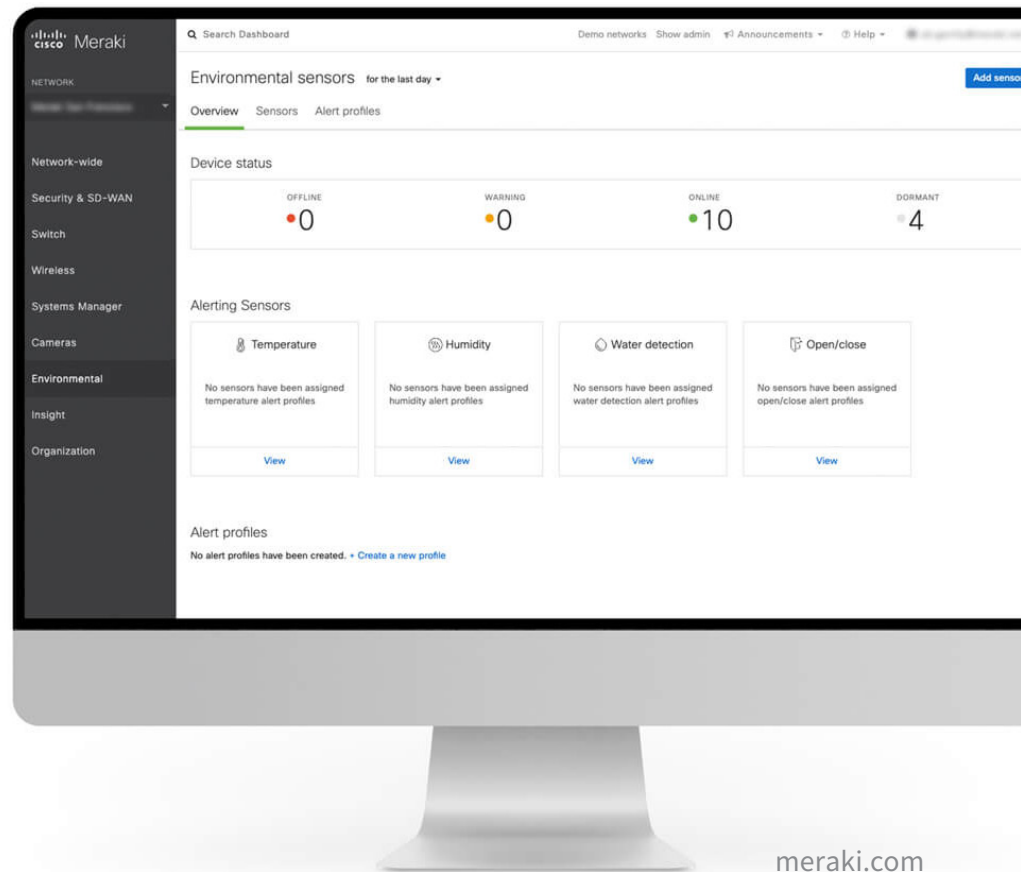 cisco Meraki
Search Dashboard
Demo networks Show admin Announcements Help
NETWORK
Environmental sensors for the last day
Add sensor
Overview Sensors Alert profiles
Network-wide
Security & SD-WAN
Switch
Wireless
Systems Manager
Cameras
Environmental
Insight
Organization
Device status
OFFLINE WARNING ONLINE DORMANT
0 0 10 4
Alerting Sensors
Temperature
No sensors have been assigned
temperature alert profiles
View
Humidity
No sensors have been assigned
humidity alert profiles
View
Water detection
No sensors have been assigned
water detection alert profiles
View
Open/close
No sensors have been assigned
open/close alert profiles
View
Alert profiles
No alert profiles have been created. + Create a new profile
meraki.com